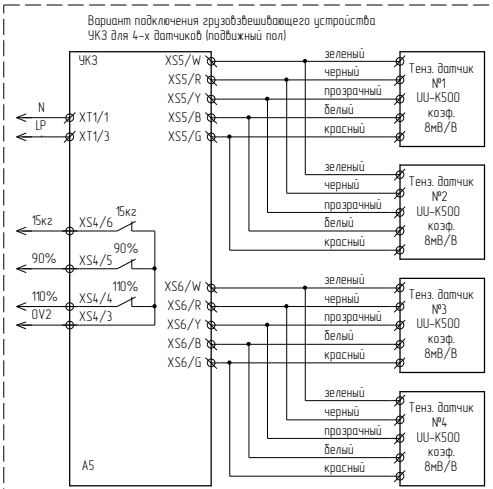 Вариант подключения грузовзвешивающего устройства
УКЗ для 4-х датчиков (подвижный пол)
УКЗ
XS5/W
зеленый
XS5/R
черный
XS5/Y
прозрачный
XS5/B
белый
XS5/G
красный
Тенз. датчик
№1
UU-K500
коэф.
8мВ/В
N
XT1/1
LP
XT1/3
зеленый
черный
прозрачный
белый
красный
Тенз. датчик
№2
UU-K500
коэф.
8мВ/В
15кг
XS4/6
15кг
90%
XS4/5
90%
110%
XS4/4
110%
0V2
XS4/3
XS6/W
зеленый
XS6/R
черный
XS6/Y
прозрачный
XS6/B
белый
XS6/G
красный
Тенз. датчик
№3
UU-K500
коэф.
8мВ/В
зеленый
черный
прозрачный
белый
красный
Тенз. датчик
№4
UU-K500
коэф.
8мВ/В
A5